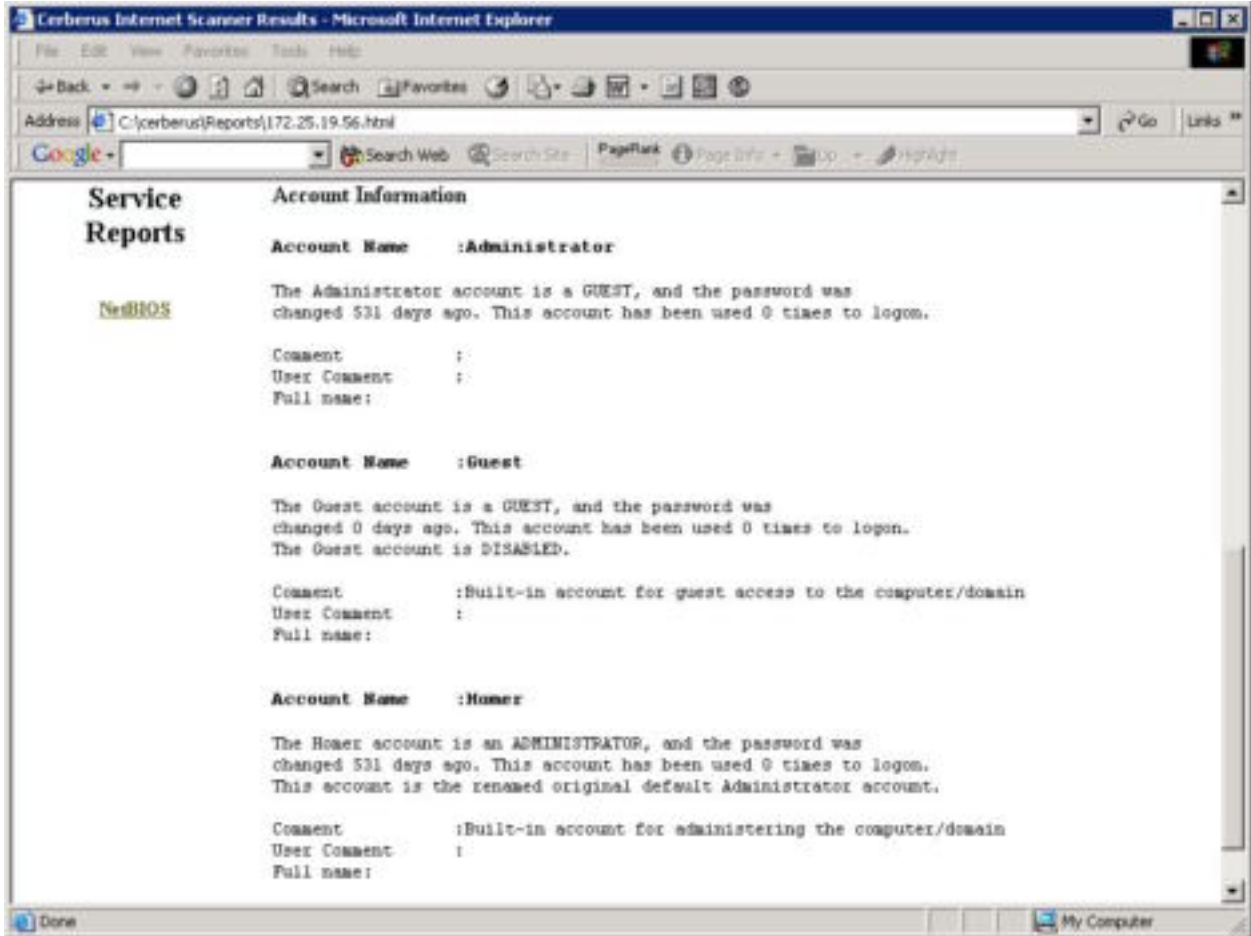 Cerberus Internet Scanner Results - Microsoft Internet Explorer
File Edit View Favorites Tools Help
Back Search Favorites
Address C:\cerberus\Reports\172.25.19.56.html Go Links »
Google Search Web Search Site PageRank Page Info Up Highlight
Service
Reports
NetBIOS
Account Information
Account Name :Administrator
The Administrator account is a GUEST, and the password was
changed 531 days ago. This account has been used 0 times to logon.
Comment :
User Comment :
Full name:
Account Name :Guest
The Guest account is a GUEST, and the password was
changed 0 days ago. This account has been used 0 times to logon.
The Guest account is DISABLED.
Comment :Built-in account for guest access to the computer/domain
User Comment :
Full name:
Account Name :Homer
The Homer account is an ADMINISTRATOR, and the password was
changed 531 days ago. This account has been used 0 times to logon.
This account is the renamed original default Administrator account.
Comment :Built-in account for administering the computer/domain
User Comment :
Full name:
Done My Computer